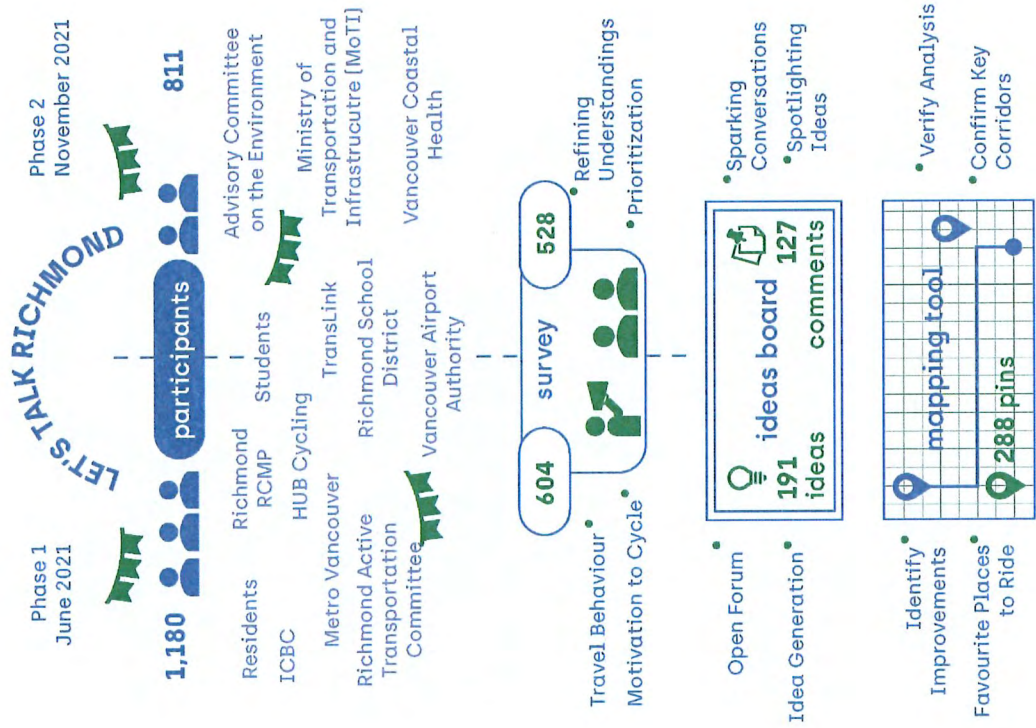 LET'S TALK RICHMOND
Phase 1
June 2021
Phase 2
November 2021
1,180
participants
811
Residents
ICBC
Richmond
RCMP
HUB Cycling
Students
Metro Vancouver
TransLink
Richmond Active
Transportation
Committee
Richmond School
District
Vancouver Airport
Authority
Advisory Committee
on the Environment
Ministry of
Transportation and
Infrastrucutre [MoTI]
Vancouver Coastal
Health
604
survey
528
Travel Behaviour
Motivation to Cycle
Refining
Understandings
Prioritization
Open Forum
Idea Generation
ideas board
191
ideas
127
comments
Sparking
Conversations
Spotlighting
Ideas
Identify
Improvements
Favourite Places
to Ride
mapping tool
288 pins
Verify Analysis
Confirm Key
Corridors